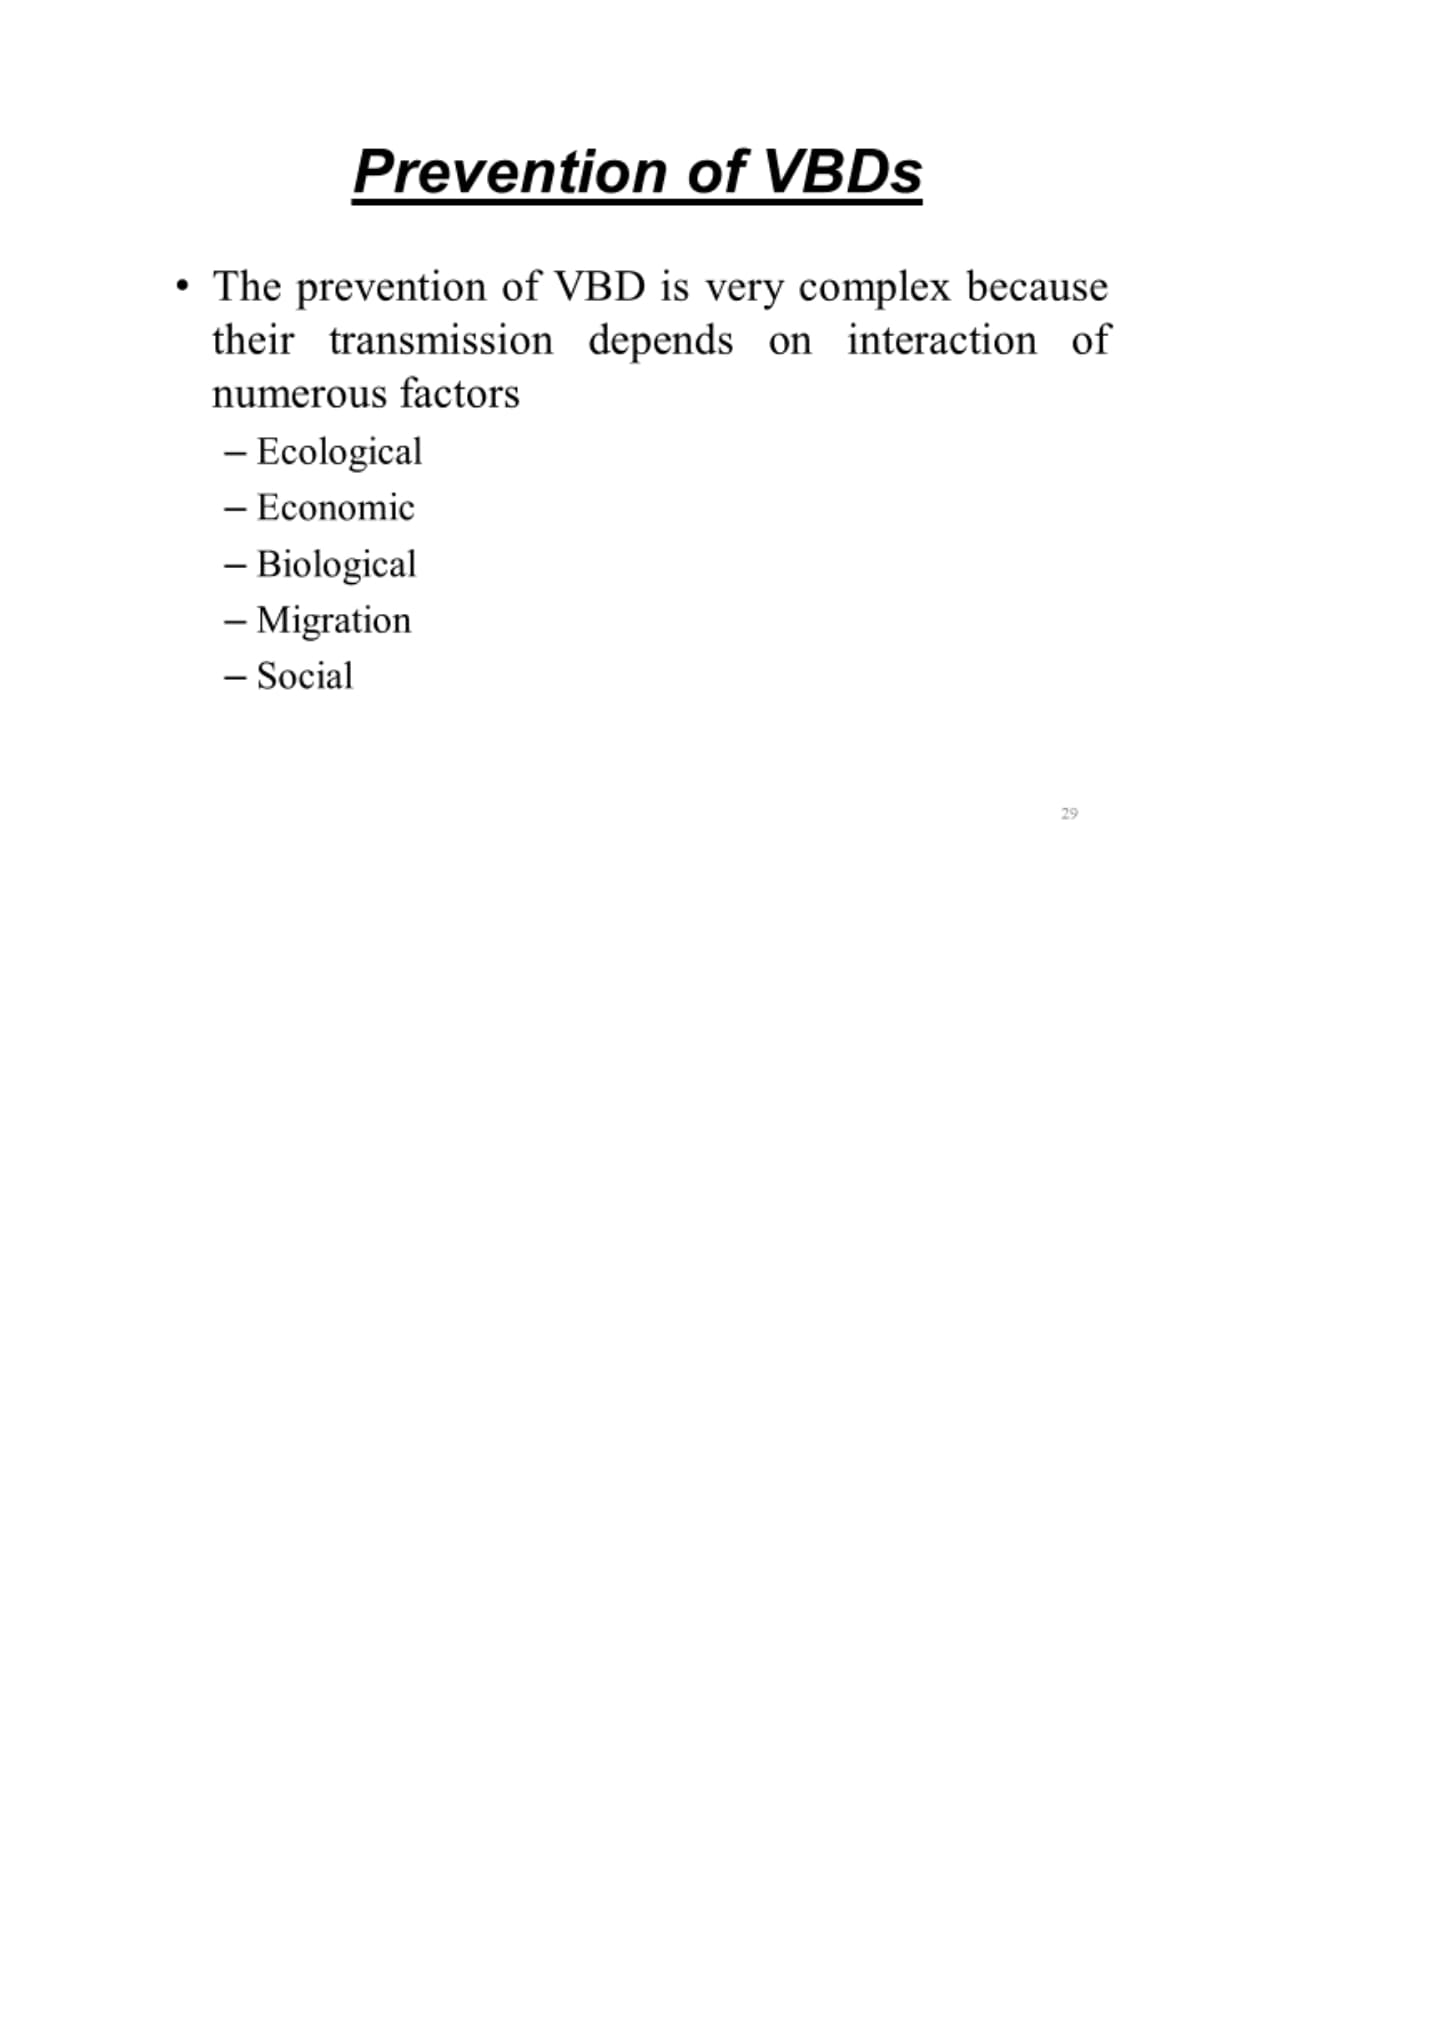 Prevention of VBDs
• The prevention of VBD is very complex because
their transmission depends on interaction of
numerous factors
– Ecological
– Economic
– Biological
– Migration
– Social
29